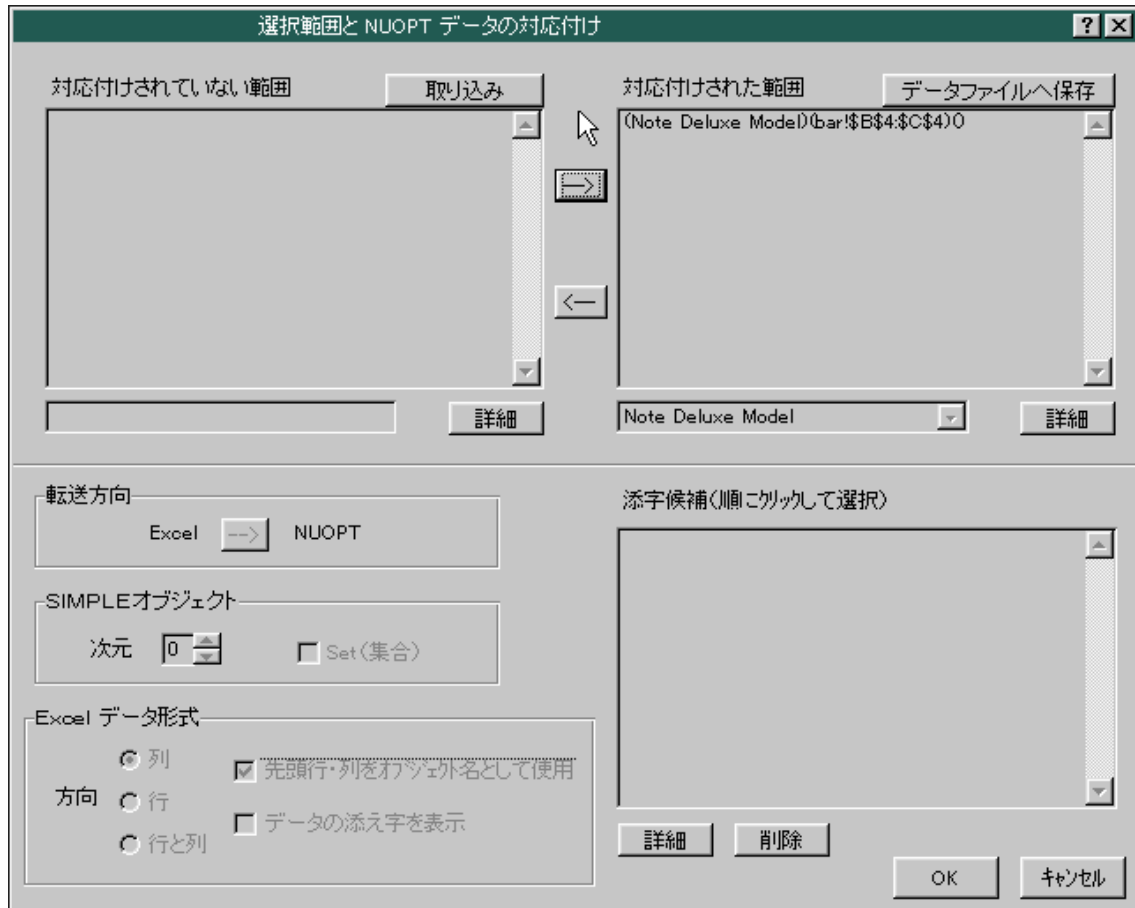 選択範囲と NUOPT データの対応付け
対応付けされていない範囲
取り込み
対応付けされた範囲
データファイルへ保存
(Note Deluxe Model)(bar!$B$4:$C$4)0
-->
<--
詳細
Note Deluxe Model
詳細
転送方向
Excel --> NUOPT
添字候補(順にクリックして選択)
SIMPLEオブジェクト
次元 0 Set(集合)
Excel データ形式
列
先頭行・列をオブジェクト名として使用
方向
行
データの添え字を表示
行と列
詳細
削除
OK
キャンセル